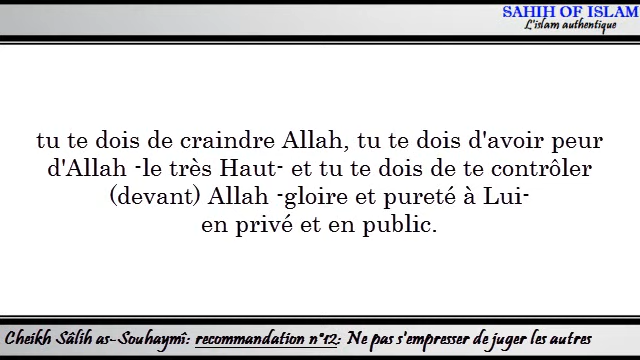 SAHIH OF ISLAM
L'islam authentique
tu te dois de craindre Allah, tu te dois d'avoir peur
d'Allah -le très Haut- et tu te dois de te contrôler
(devant) Allah -gloire et pureté à Lui-
en privé et en public.
Cheikh Sâlih as-Souhaymî: recommandation n°12: Ne pas s'empresser de juger les autres